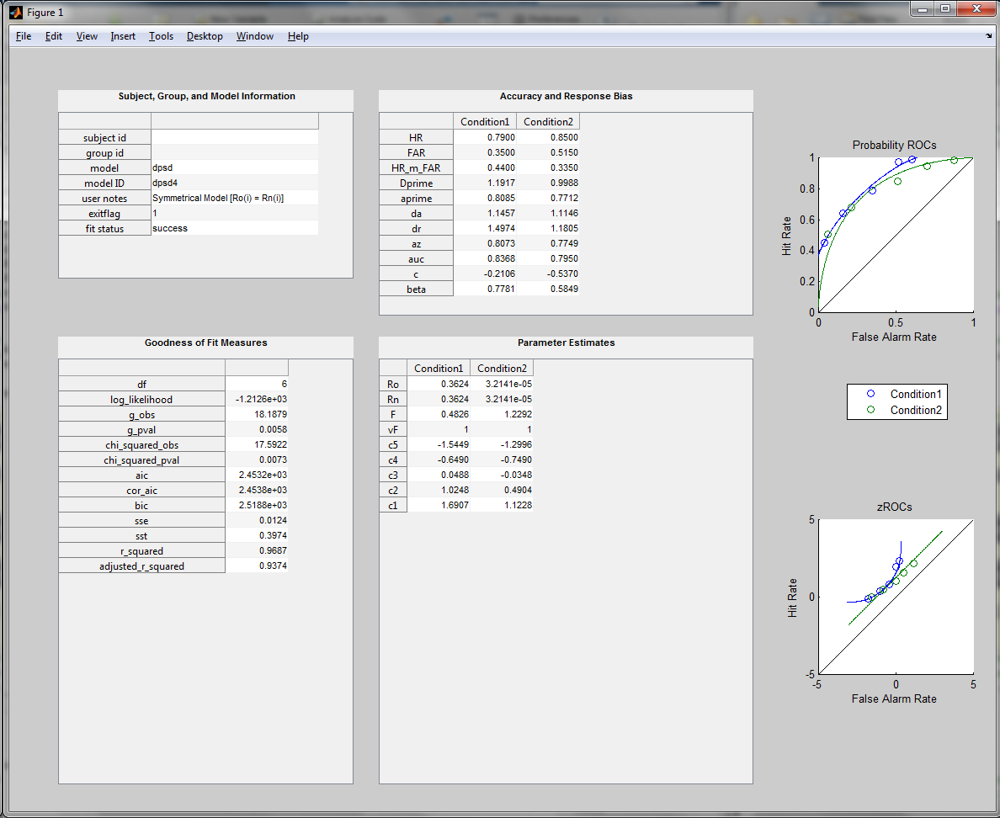 Figure 1
File Edit View Insert Tools Desktop Window Help
Subject, Group, and Model Information
subject id
group id
model dpsd
model ID dpsd4
user notes Symmetrical Model [Ro(i) = Rn(i)]
exitflag 1
fit status success
Accuracy and Response Bias
Condition1 Condition2
HR 0.7900 0.8500
FAR 0.3500 0.5150
HR_m_FAR 0.4400 0.3350
Dprime 1.1917 0.9988
aprime 0.8085 0.7712
da 1.1457 1.1146
dr 1.4974 1.1805
az 0.8073 0.7749
auc 0.8368 0.7950
c -0.2106 -0.5370
beta 0.7781 0.5849
Goodness of Fit Measures
df 6
log_likelihood -1.2126e+03
g_obs 18.1879
g_pval 0.0058
chi_squared_obs 17.5922
chi_squared_pval 0.0073
aic 2.4532e+03
cor_aic 2.4538e+03
bic 2.5188e+03
sse 0.0124
sst 0.3974
r_squared 0.9687
adjusted_r_squared 0.9374
Parameter Estimates
Condition1 Condition2
Ro 0.3624 3.2141e-05
Rn 0.3624 3.2141e-05
F 0.4826 1.2292
vF 1 1
c5 -1.5449 -1.2996
c4 -0.6490 -0.7490
c3 0.0488 -0.0348
c2 1.0248 0.4904
c1 1.6907 1.1228
Probability ROCs
1
0.8
0.6
0.4
0.2
0
Hit Rate
0 0.5 1
False Alarm Rate
Condition1
Condition2
zROCs
5
0
-5
Hit Rate
-5 0 5
False Alarm Rate